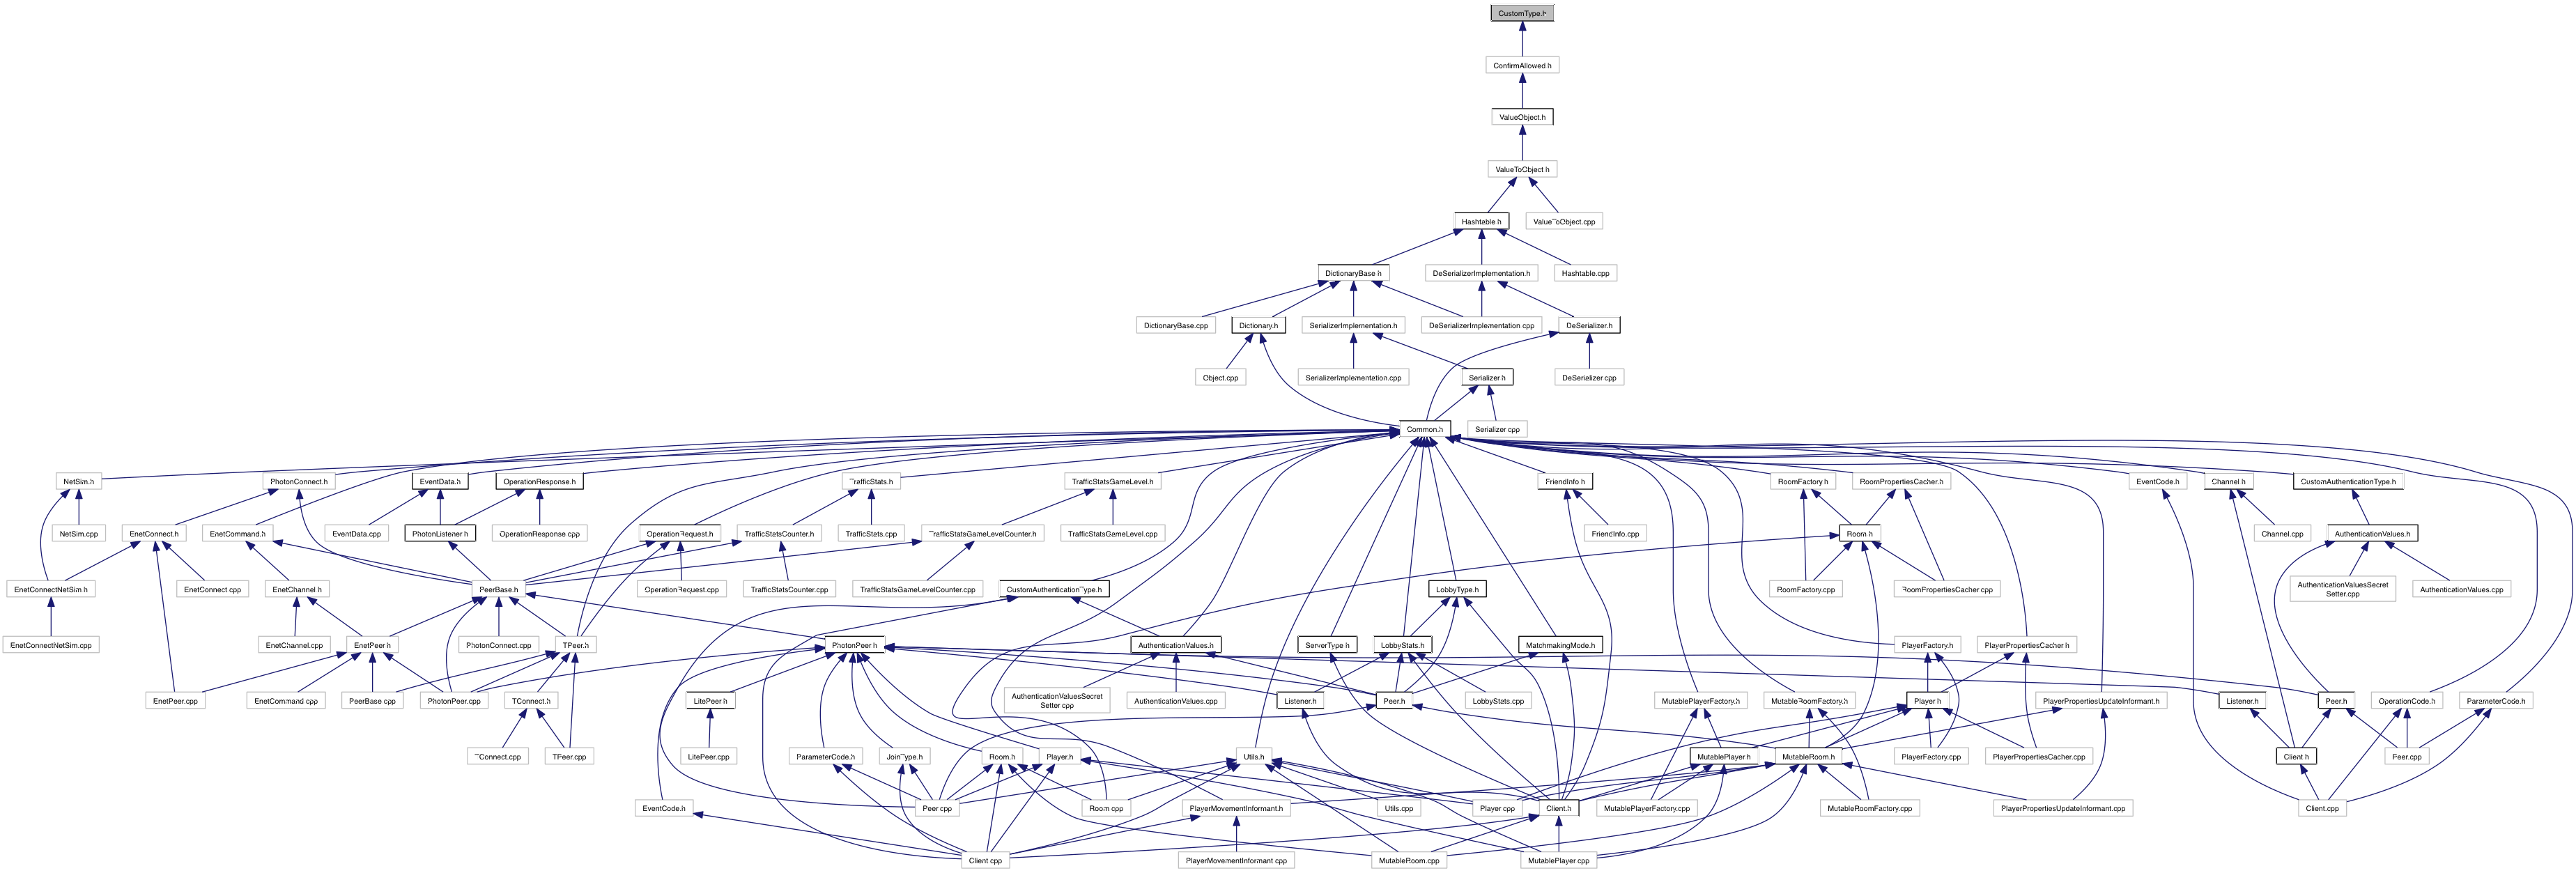 CustomType.h
ConfirmAllowed.h
ValueObject.h
ValueToObject.h
Hashtable.h
ValueToObject.cpp
DictionaryBase.h
DeSerializerImplementation.h
Hashtable.cpp
DictionaryBase.cpp
Dictionary.h
SerializerImplementation.h
DeSerializerImplementation.cpp
DeSerializer.h
Object.cpp
SerializerImplementation.cpp
Serializer.h
DeSerializer.cpp
Common.h
Serializer.cpp
NetSim.h
PhotonConnect.h
EventData.h
OperationResponse.h
TrafficStats.h
TrafficStatsGameLevel.h
FriendInfo.h
RoomFactory.h
RoomPropertiesCacher.h
EventCode.h
Channel.h
CustomAuthenticationType.h
NetSim.cpp
EnetConnect.h
EnetCommand.h
EventData.cpp
PhotonListener.h
OperationResponse.cpp
OperationRequest.h
TrafficStatsCounter.h
TrafficStats.cpp
TrafficStatsGameLevelCounter.h
TrafficStatsGameLevel.cpp
FriendInfo.cpp
Room.h
Channel.cpp
AuthenticationValues.h
EnetConnectNetSim.h
EnetConnect.cpp
EnetChannel.h
PeerBase.h
OperationRequest.cpp
TrafficStatsCounter.cpp
TrafficStatsGameLevelCounter.cpp
CustomAuthenticationType.h
LobbyType.h
RoomFactory.cpp
RoomPropertiesCacher.cpp
AuthenticationValuesSecret
Setter.cpp
AuthenticationValues.cpp
EnetConnectNetSim.cpp
EnetChannel.cpp
EnetPeer.h
PhotonConnect.cpp
TPeer.h
PhotonPeer.h
AuthenticationValues.h
ServerType.h
LobbyStats.h
MatchmakingMode.h
PlayerFactory.h
PlayerPropertiesCacher.h
EnetPeer.cpp
EnetCommand.cpp
PeerBase.cpp
PhotonPeer.cpp
TConnect.h
LitePeer.h
AuthenticationValuesSecret
Setter.cpp
AuthenticationValues.cpp
Listener.h
Peer.h
LobbyStats.cpp
MutablePlayerFactory.h
MutableRoomFactory.h
Player.h
PlayerPropertiesUpdateInformant.h
Listener.h
Peer.h
OperationCode.h
ParameterCode.h
TConnect.cpp
TPeer.cpp
LitePeer.cpp
ParameterCode.h
JoinType.h
Room.h
Player.h
Utils.h
MutablePlayer.h
MutableRoom.h
PlayerFactory.cpp
PlayerPropertiesCacher.cpp
Client.h
Peer.cpp
EventCode.h
Peer.cpp
Room.cpp
PlayerMovementInformant.h
Utils.cpp
Player.cpp
Client.h
MutablePlayerFactory.cpp
MutableRoomFactory.cpp
PlayerPropertiesUpdateInformant.cpp
Client.cpp
Client.cpp
PlayerMovementInformant.cpp
MutableRoom.cpp
MutablePlayer.cpp